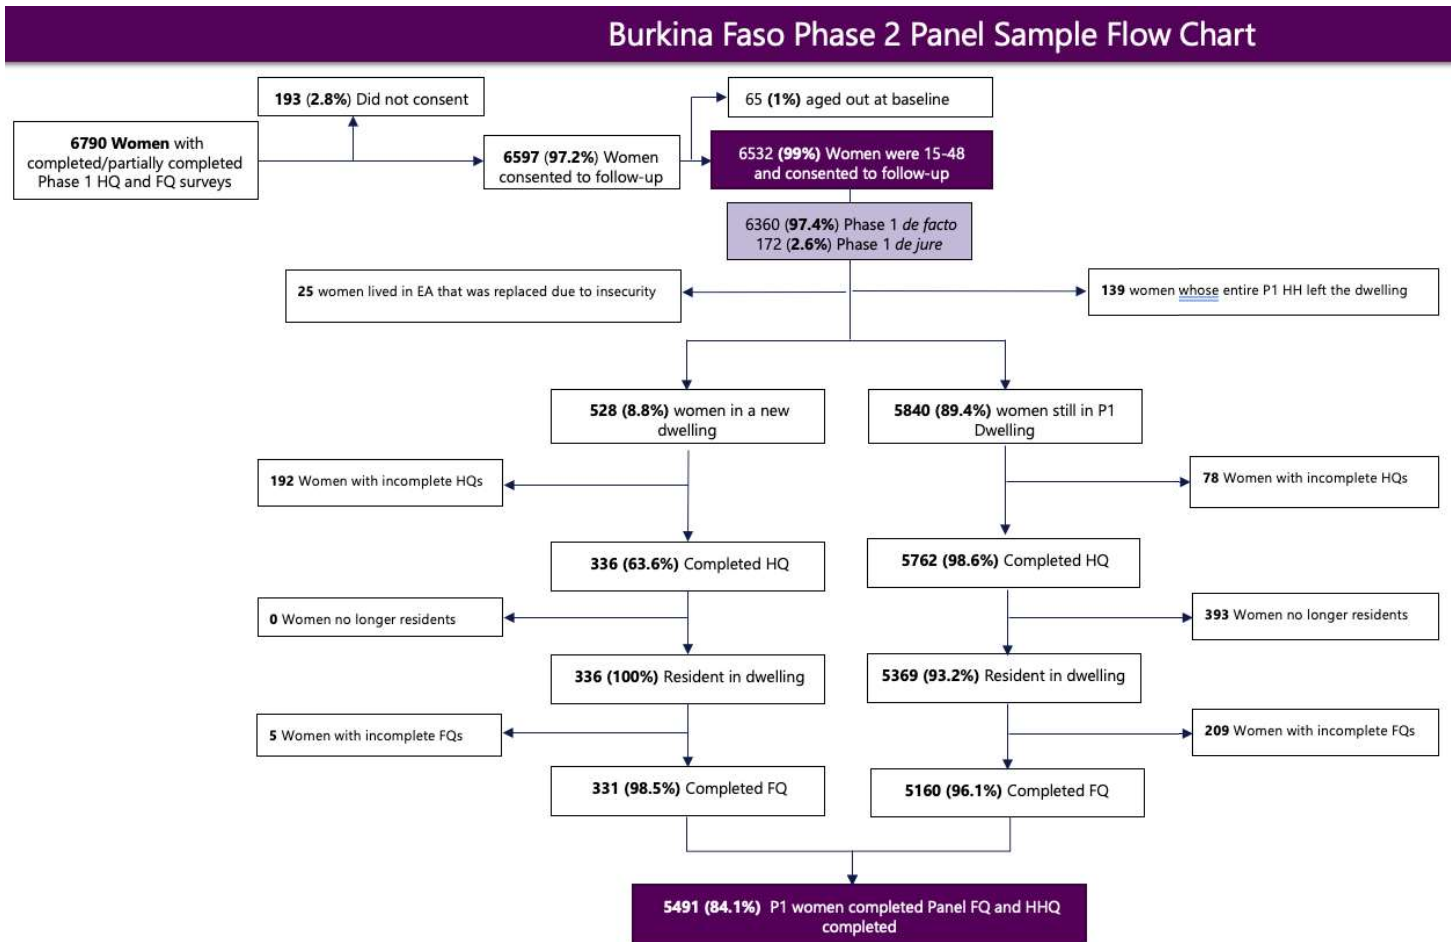 Burkina Faso Phase 2 Panel Sample Flow Chart
193 (2.8%) Did not consent
65 (1%) aged out at baseline
6790 Women with
completed/partially completed
Phase 1 HQ and FQ surveys
6597 (97.2%) Women
consented to follow-up
6532 (99%) Women were 15-48
and consented to follow-up
6360 (97.4%) Phase 1 de facto
172 (2.6%) Phase 1 de jure
25 women lived in EA that was replaced due to insecurity
139 women whose entire P1 HH left the dwelling
528 (8.8%) women in a new
dwelling
5840 (89.4%) women still in P1
Dwelling
192 Women with incomplete HQs
78 Women with incomplete HQs
336 (63.6%) Completed HQ
5762 (98.6%) Completed HQ
0 Women no longer residents
393 Women no longer residents
336 (100%) Resident in dwelling
5369 (93.2%) Resident in dwelling
5 Women with incomplete FQs
209 Women with incomplete FQs
331 (98.5%) Completed FQ
5160 (96.1%) Completed FQ
5491 (84.1%) P1 women completed Panel FQ and HHQ
completed